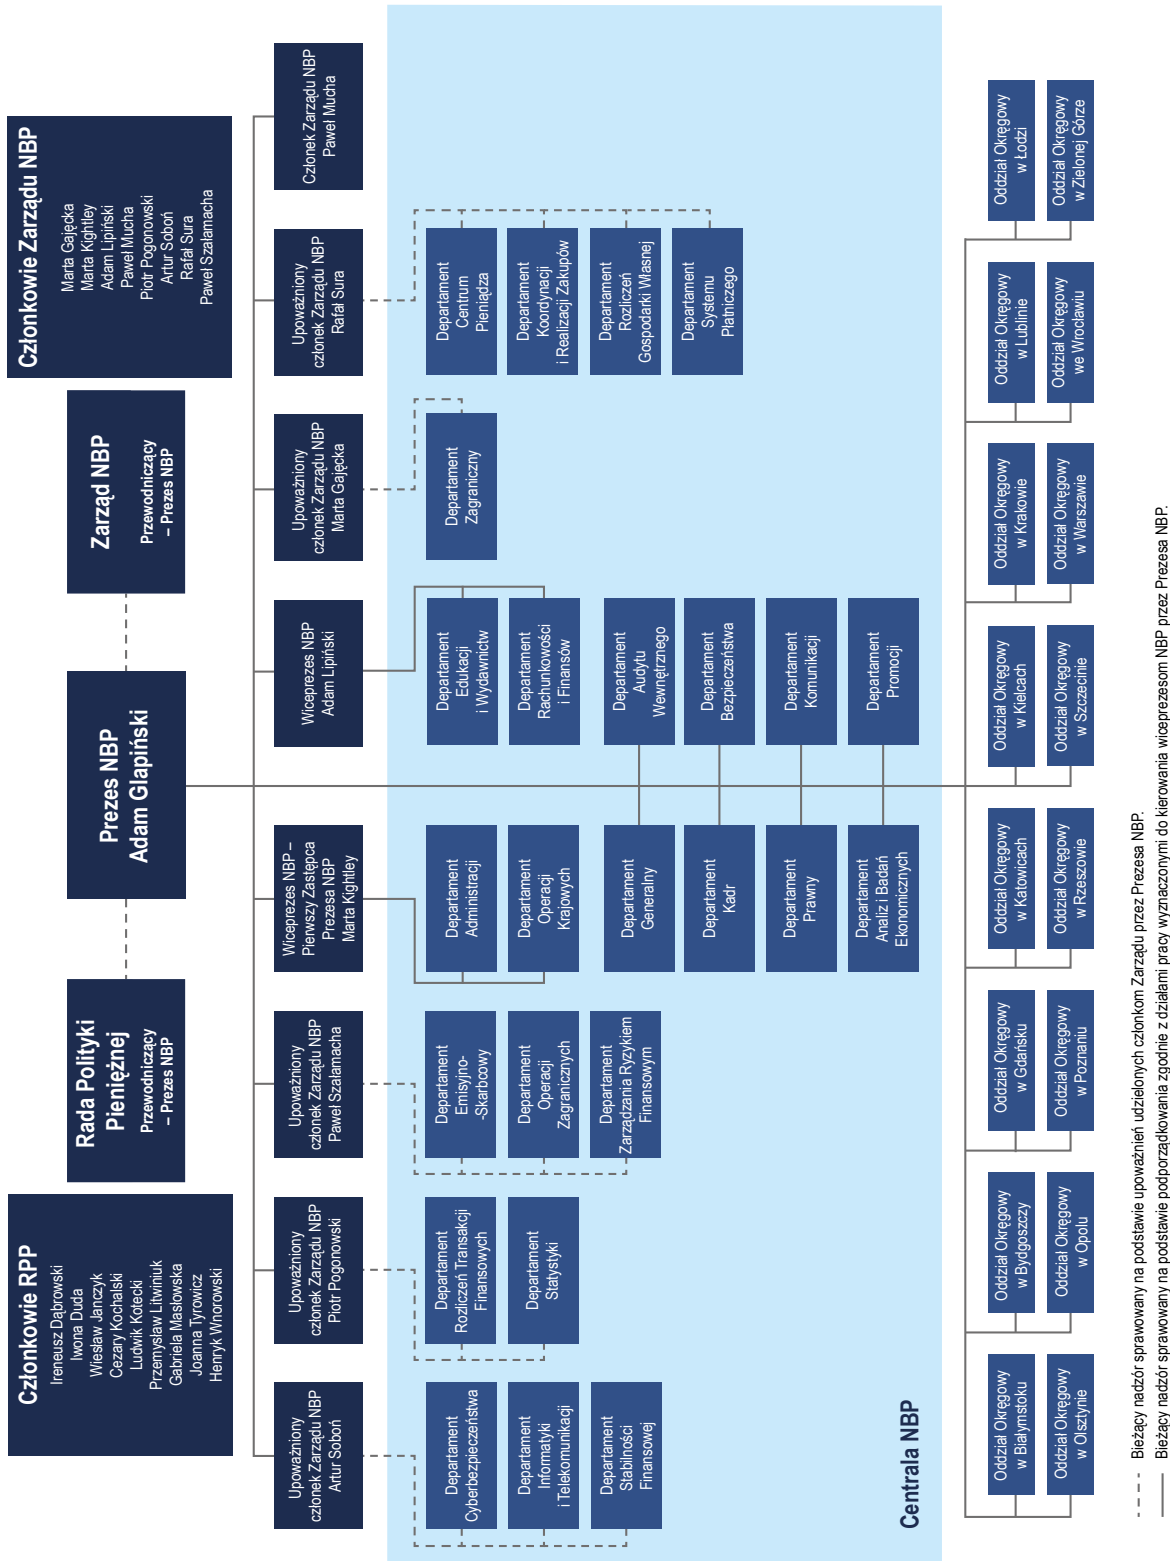 Członkowie RPP
Ireneusz Dąbrowski
Iwona Duda
Wiesław Janczyk
Cezary Kochalski
Ludwik Kotecki
Przemysław Litwiniuk
Gabriela Masłowska
Joanna Tyrowicz
Henryk Wnorowski
Rada Polityki
Pieniężnej
Przewodniczący
– Prezes NBP
Prezes NBP
Adam Glapiński
Zarząd NBP
Przewodniczący
– Prezes NBP
Członkowie Zarządu NBP
Marta Gajęcka
Marta Kightley
Adam Lipiński
Paweł Mucha
Piotr Pogonowski
Artur Soboń
Rafał Sura
Paweł Szałamacha
Upoważniony
członek Zarządu NBP
Artur Soboń
Upoważniony
członek Zarządu NBP
Piotr Pogonowski
Upoważniony
członek Zarządu NBP
Paweł Szałamacha
Wiceprezes NBP –
Pierwszy Zastępca
Prezesa NBP
Marta Kightley
Wiceprezes NBP
Adam Lipiński
Upoważniony
członek Zarządu NBP
Marta Gajęcka
Upoważniony
członek Zarządu NBP
Rafał Sura
Członek Zarządu NBP
Paweł Mucha
Departament
Cyberbezpieczeństwa
Departament
Informatyki
i Telekomunikacji
Departament
Stabilności
Finansowej
Departament
Rozliczeń Transakcji
Finansowych
Departament
Statystyki
Departament
Emisyjno-
-Skarbcowy
Departament
Operacji
Zagranicznych
Departament
Zarządzania Ryzykiem
Finansowym
Departament
Administracji
Departament
Operacji
Krajowych
Departament
Edukacji
i Wydawnictw
Departament
Rachunkowości
i Finansów
Departament
Zagraniczny
Departament
Centrum
Pieniądza
Departament
Koordynacji
i Realizacji Zakupów
Departament
Rozliczeń
Gospodarki Własnej
Departament
Systemu
Płatniczego
Departament
Generalny
Departament
Audytu
Wewnętrznego
Departament
Kadr
Departament
Bezpieczeństwa
Departament
Prawny
Departament
Komunikacji
Departament
Analiz i Badań
Ekonomicznych
Departament
Promocji
Centrala NBP
Oddział Okręgowy
w Białymstoku
Oddział Okręgowy
w Bydgoszczy
Oddział Okręgowy
w Gdańsku
Oddział Okręgowy
w Katowicach
Oddział Okręgowy
w Kielcach
Oddział Okręgowy
w Krakowie
Oddział Okręgowy
w Lublinie
Oddział Okręgowy
w Łodzi
Oddział Okręgowy
w Olsztynie
Oddział Okręgowy
w Opolu
Oddział Okręgowy
w Poznaniu
Oddział Okręgowy
w Rzeszowie
Oddział Okręgowy
w Szczecinie
Oddział Okręgowy
w Warszawie
Oddział Okręgowy
we Wrocławiu
Oddział Okręgowy
w Zielonej Górze
Bieżący nadzór sprawowany na podstawie upoważnień udzielonych członkom Zarządu przez Prezesa NBP.
Bieżący nadzór sprawowany na podstawie podporządkowania zgodnie z działami pracy wyznaczonymi do kierowania wiceprezesom NBP przez Prezesa NBP.